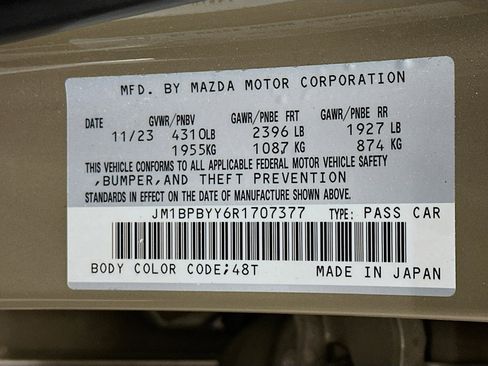 MFD. BY MAZDA MOTOR CORPORATION
DATE GVWR/PNBV GAWR/PNBE FRT GAWR/PNBE RR
11/23 4310LB 2396 LB 1927 LB
1955KG 1087 KG 874 KG
THIS VEHICLE CONFORMS TO ALL APPLICABLE FEDERAL MOTOR VEHICLE SAFETY
,BUMPER,AND THEFT PREVENTION
STANDARDS IN EFFECT ON THE DATE OF MANUFACTURE SHOWN ABOVE.
JM1BPBYY6R1707377 TYPE: PASS CAR
BODY COLOR CODE;48T MADE IN JAPAN